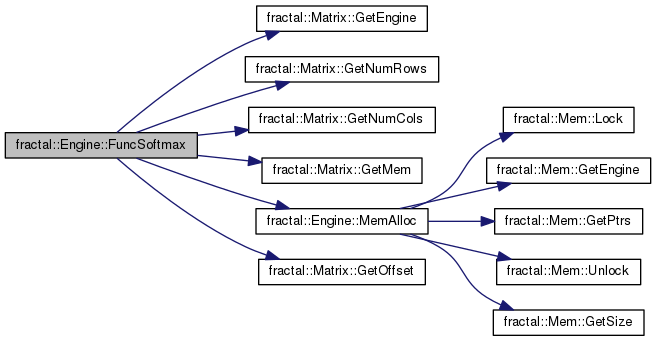 fractal::Matrix::GetEngine
fractal::Matrix::GetNumRows
fractal::Matrix::GetNumCols
fractal::Mem::Lock
fractal::Engine::FuncSoftmax
fractal::Matrix::GetMem
fractal::Mem::GetEngine
fractal::Engine::MemAlloc
fractal::Mem::GetPtrs
fractal::Matrix::GetOffset
fractal::Mem::Unlock
fractal::Mem::GetSize